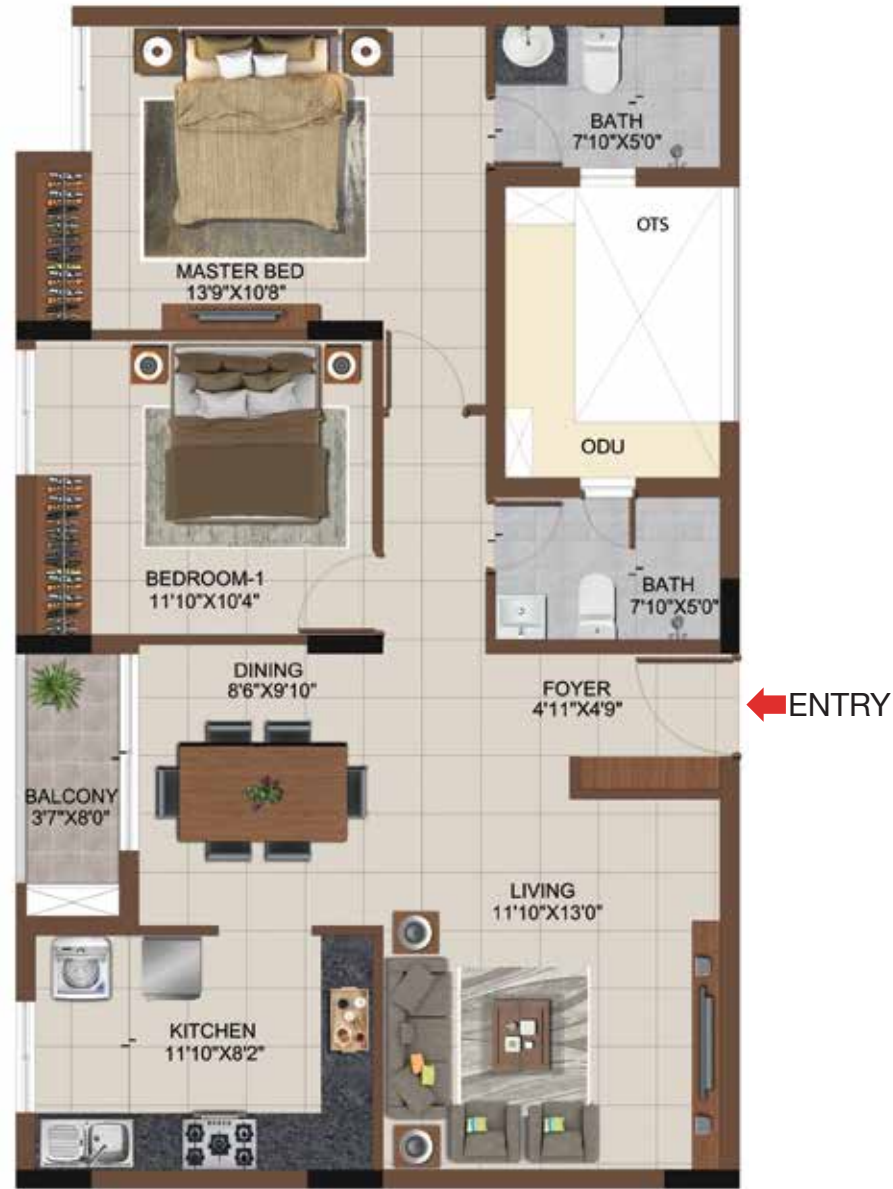 BATH
7'10"X5'0"
OTS
MASTER BED
13'9"X10'8"
ODU
BEDROOM-1
11'10"X10'4"
BATH
7'10"X5'0"
DINING
8'6"X9'10"
FOYER
4'11"X4'9"
ENTRY
BALCONY
3'7"X8'0"
LIVING
11'10"X13'0"
KITCHEN
11'10"X8'2"